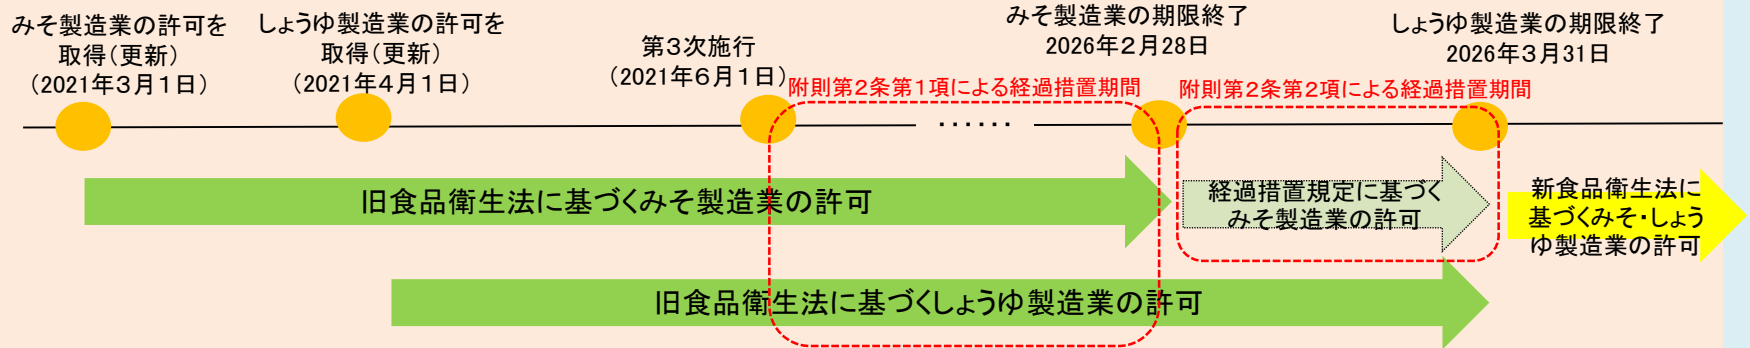 みそ製造業の許可を
取得(更新)
(2021年3月1日)
しょうゆ製造業の許可を
取得(更新)
(2021年4月1日)
第3次施行
(2021年6月1日)
みそ製造業の期限終了
2026年2月28日
しょうゆ製造業の期限終了
2026年3月31日
附則第2条第1項による経過措置期間
附則第2条第2項による経過措置期間
‥‥‥
旧食品衛生法に基づくみそ製造業の許可
経過措置規定に基づく
みそ製造業の許可
新食品衛生法に
基づくみそ・しょう
ゆ製造業の許可
旧食品衛生法に基づくしょうゆ製造業の許可